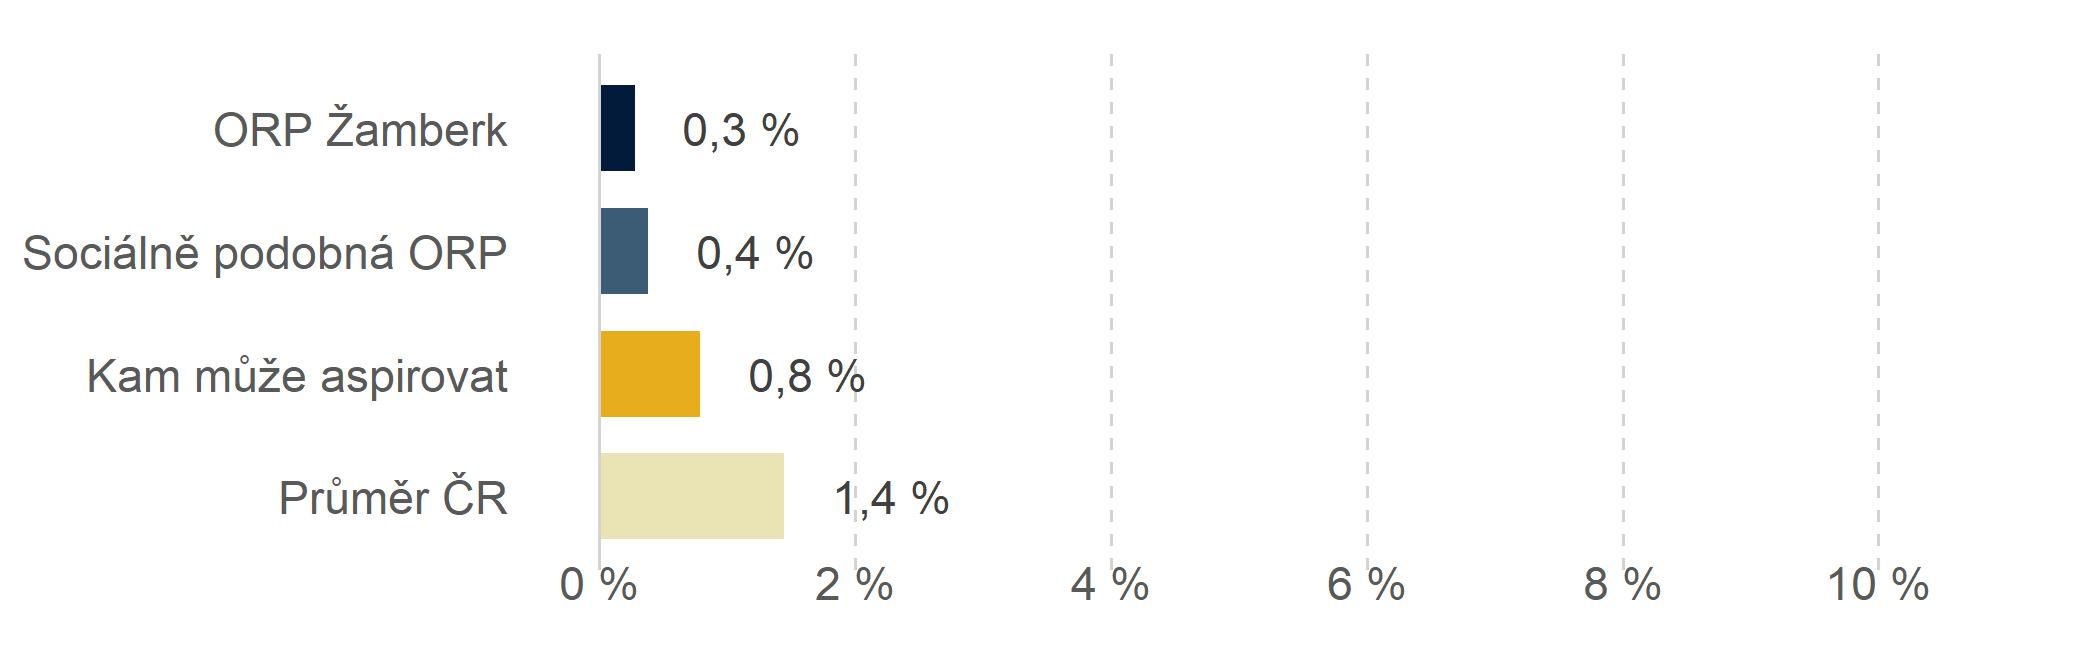 ORP Žamberk 0,3 %
Sociálně podobná ORP 0,4 %
Kam může aspirovat 0,8 %
Průměr ČR 1,4 %
0 % 2 % 4 % 6 % 8 % 10 %